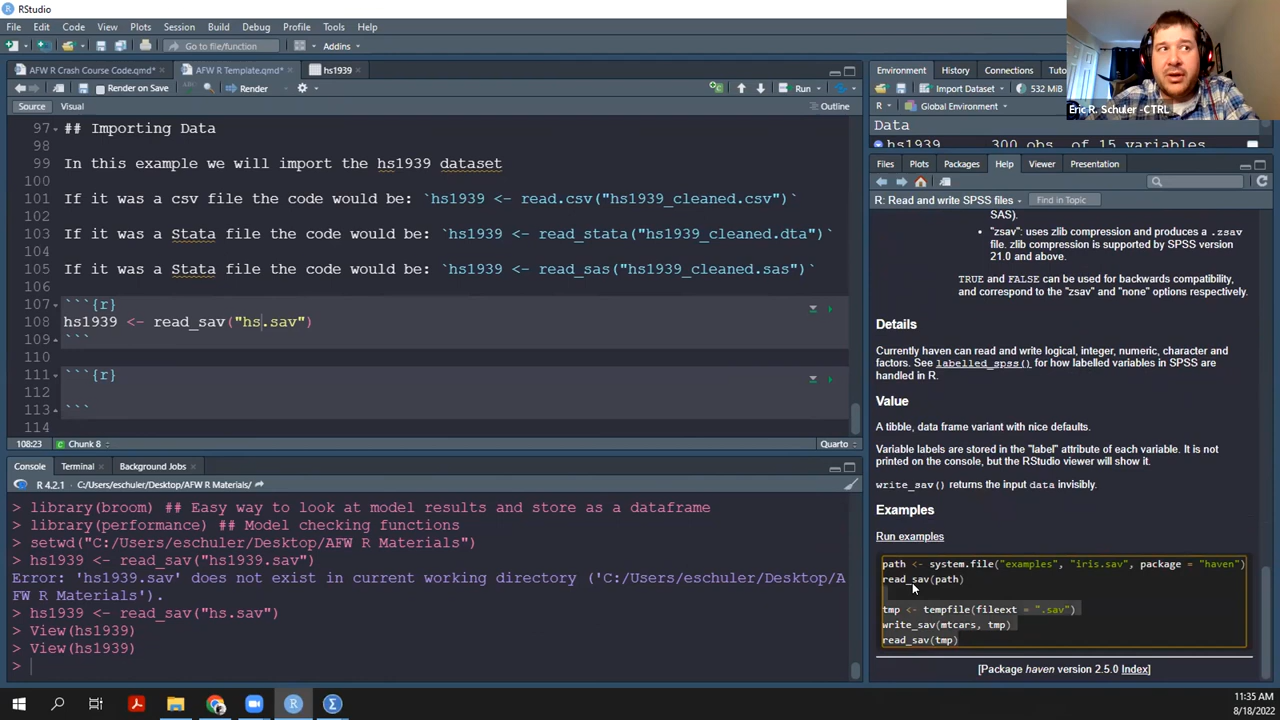 RStudio
File Edit Code View Plots Session Build Debug Profile Tools Help
Go to file/function Addins
AFW R Crash Course Code.qmd* AFW R Template.qmd* hs1939
Render on Save Render Run
Source Visual Outline
97 ## Importing Data
98
99 In this example we will import the hs1939 dataset
100
101 If it was a csv file the code would be: `hs1939 <- read.csv("hs1939_cleaned.csv")`
102
103 If it was a Stata file the code would be: `hs1939 <- read_stata("hs1939_cleaned.dta")`
104
105 If it was a Stata file the code would be: `hs1939 <- read_sas("hs1939_cleaned.sas")`
106
107 ```{r}
108 hs1939 <- read_sav("hs.sav")
109 ```
110
111 ```{r}
112
113 ```
114
108:23 Chunk 8 Quarto
Console Terminal Background Jobs
R 4.2.1 · C:/Users/eschuler/Desktop/AFW R Materials/
> library(broom) ## Easy way to look at model results and store as a dataframe
> library(performance) ## Model checking functions
> setwd("C:/Users/eschuler/Desktop/AFW R Materials")
> hs1939 <- read_sav("hs1939.sav")
Error: 'hs1939.sav' does not exist in current working directory ('C:/Users/eschuler/Desktop/A
FW R Materials').
> hs1939 <- read_sav("hs.sav")
> View(hs1939)
> View(hs1939)
>
Environment History Connections Tuto
Import Dataset 532 MiB
R Global Environment
Eric R. Schuler -CTRL
Data
hs1939 300 obs. of 15 variables
Files Plots Packages Help Viewer Presentation
R: Read and write SPSS files Find in Topic
SAS).
• "zsav": uses zlib compression and produces a .zsav
file. zlib compression is supported by SPSS version
21.0 and above.
TRUE and FALSE can be used for backwards compatibility,
and correspond to the "zsav" and "none" options respectively.
Details
Currently haven can read and write logical, integer, numeric, character and
factors. See labelled_spss() for how labelled variables in SPSS are
handled in R.
Value
A tibble, data frame variant with nice defaults.
Variable labels are stored in the "label" attribute of each variable. It is not
printed on the console, but the RStudio viewer will show it.
write_sav() returns the input data invisibly.
Examples
Run examples
path <- system.file("examples", "iris.sav", package = "haven")
read_sav(path)
tmp <- tempfile(fileext = ".sav")
write_sav(mtcars, tmp)
read_sav(tmp)
[Package haven version 2.5.0 Index]
11:35 AM
8/18/2022